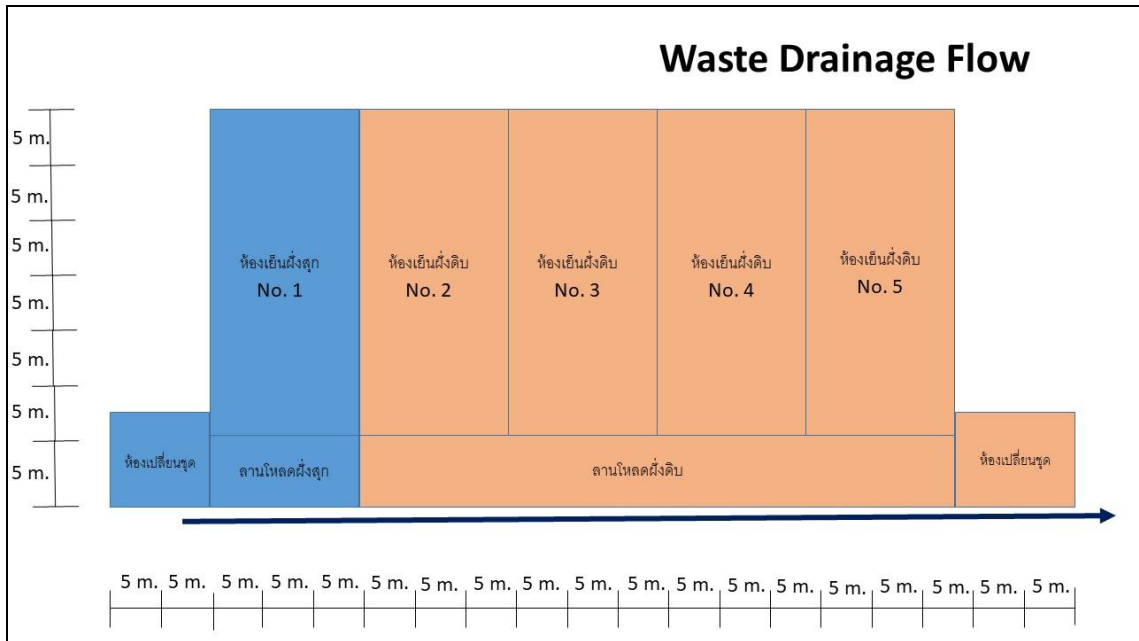 Waste Drainage Flow
5 m.
5 m.
5 m.
5 m.
5 m.
5 m.
5 m.
ห้องเย็นฝั่งสุก
No. 1
ห้องเย็นฝั่งดิบ
No. 2
ห้องเย็นฝั่งดิบ
No. 3
ห้องเย็นฝั่งดิบ
No. 4
ห้องเย็นฝั่งดิบ
No. 5
ห้องเปลี่ยนชุด
ลานโหลดฝั่งสุก
ลานโหลดฝั่งดิบ
ห้องเปลี่ยนชุด
5 m. 5 m. 5 m. 5 m. 5 m. 5 m. 5 m. 5 m. 5 m. 5 m. 5 m. 5 m. 5 m. 5 m. 5 m. 5 m. 5 m. 5 m. 5 m.